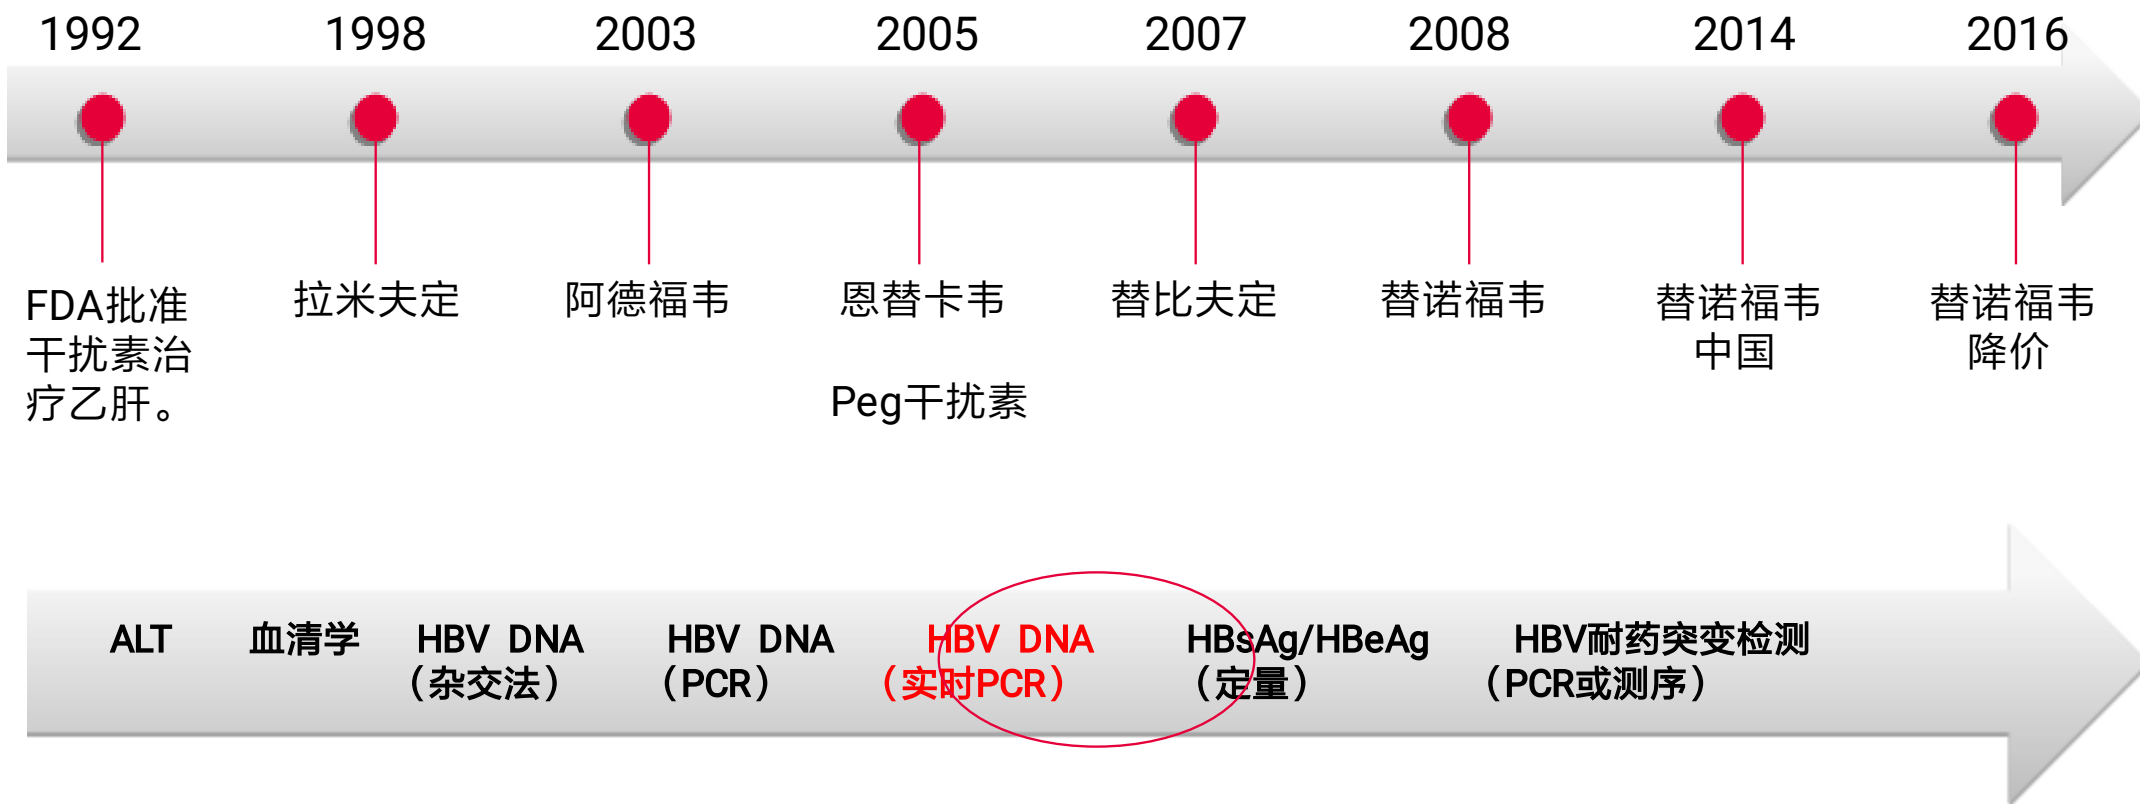 1992 1998 2003 2005 2007 2008 2014 2016
FDA批准
干扰素治
疗乙肝。
拉米夫定
阿德福韦
恩替卡韦
Peg干扰素
替比夫定
替诺福韦
替诺福韦
中国
替诺福韦
降价
ALT
血清学
HBV DNA
（杂交法）
HBV DNA
（PCR）
HBV DNA
（实时PCR）
HBsAg/HBeAg
（定量）
HBV耐药突变检测
（PCR或测序）